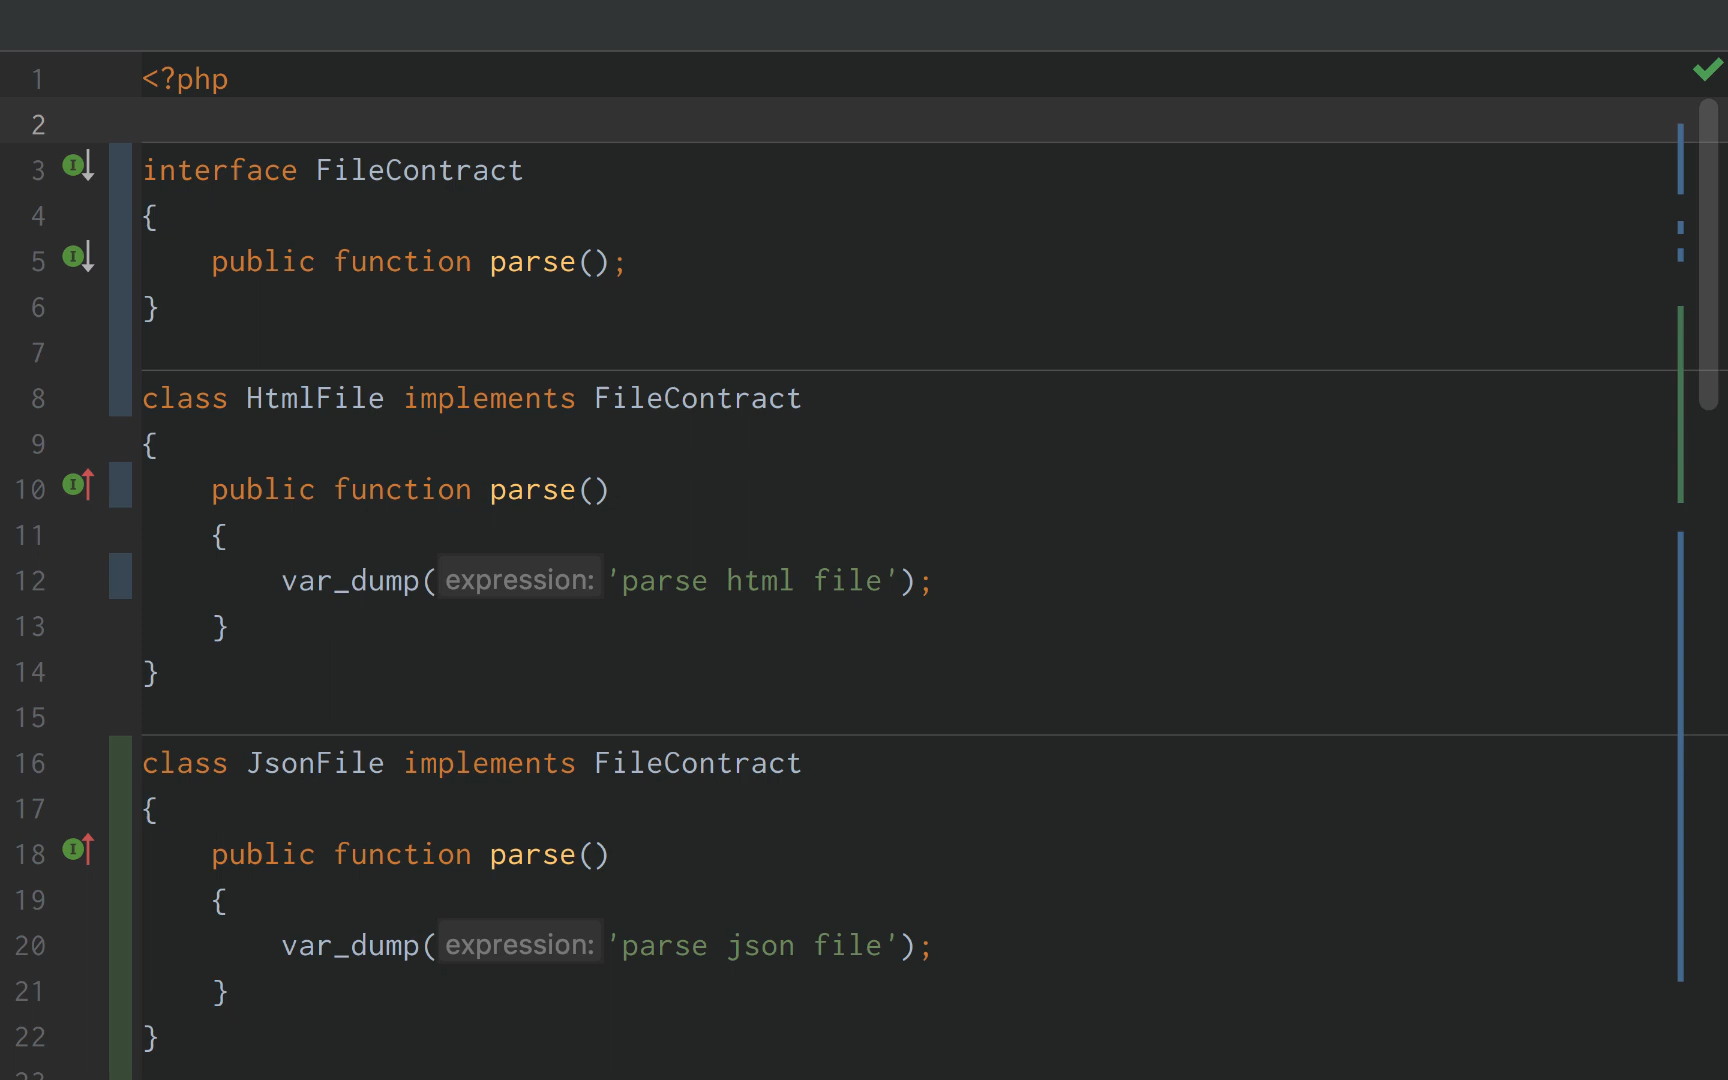 1 <?php
2
3 interface FileContract
4 {
5 public function parse();
6 }
7
8 class HtmlFile implements FileContract
9 {
10 public function parse()
11 {
12 var_dump( expression: 'parse html file');
13 }
14 }
15
16 class JsonFile implements FileContract
17 {
18 public function parse()
19 {
20 var_dump( expression: 'parse json file');
21 }
22 }